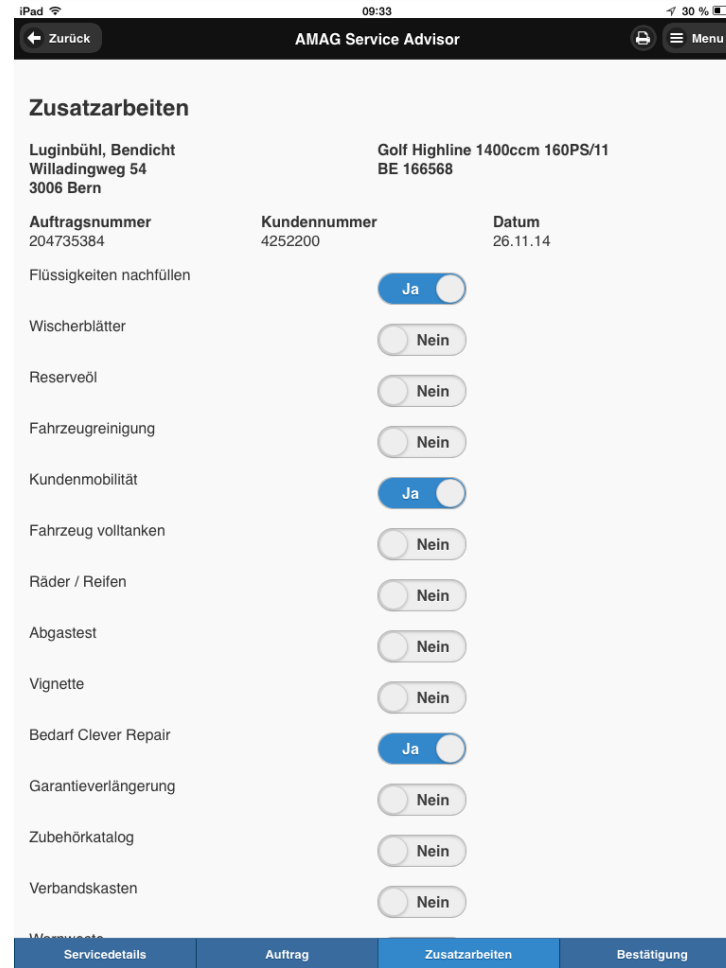 iPad 09:33 30 %
Zurück AMAG Service Advisor Menu
Zusatzarbeiten
Luginbühl, Bendicht Golf Highline 1400ccm 160PS/11
Willadingweg 54 BE 166568
3006 Bern
Auftragsnummer Kundennummer Datum
204735384 4252200 26.11.14
Flüssigkeiten nachfüllen Ja
Wischerblätter Nein
Reserveöl Nein
Fahrzeugreinigung Nein
Kundenmobilität Ja
Fahrzeug volltanken Nein
Räder / Reifen Nein
Abgastest Nein
Vignette Nein
Bedarf Clever Repair Ja
Garantieverlängerung Nein
Zubehörkatalog Nein
Verbandskasten Nein
Servicedetails Auftrag Zusatzarbeiten Bestätigung